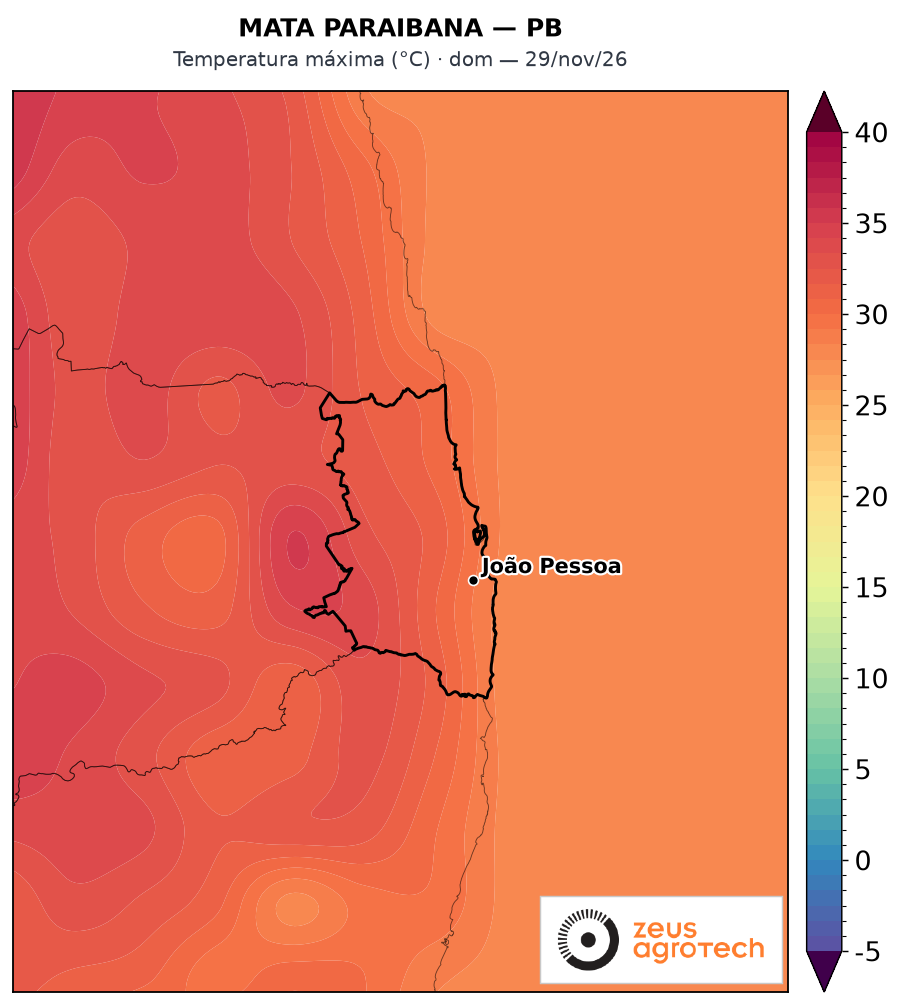 MATA PARAIBANA — PB
Temperatura máxima (°C) · dom — 29/nov/26
40
35
30
25
20
15
10
5
0
-5
João Pessoa
zeus
agrotech